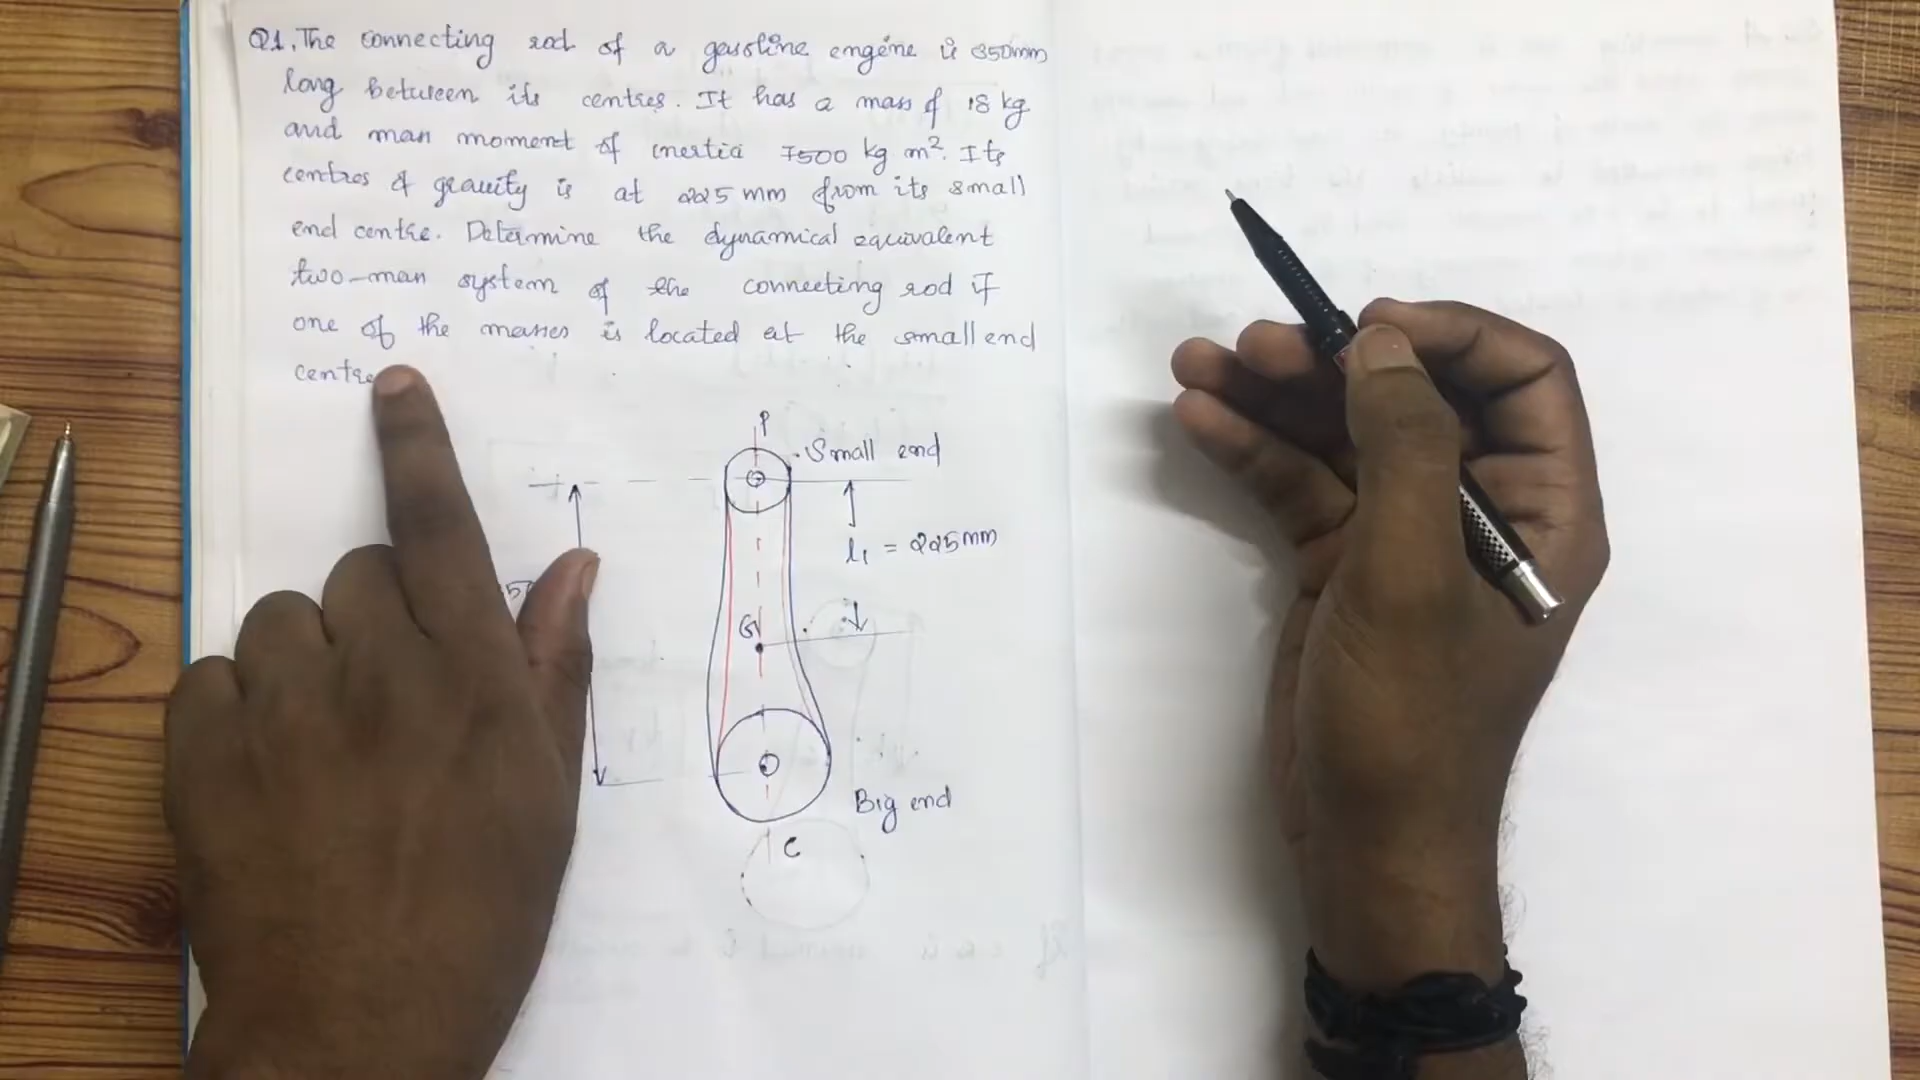 Q1. The connecting rod of a gasoline engine is 350mm
long between its centres. It has a mass of 18 kg
and mass moment of inertia 7500 kg m². Its
centres of gravity is at 225 mm from its small
end centre. Determine the dynamical equivalent
two-mass system of the connecting rod if
one of the masses is located at the small end
centre
P
Small end
l₁ = 225mm
G
Big end
C